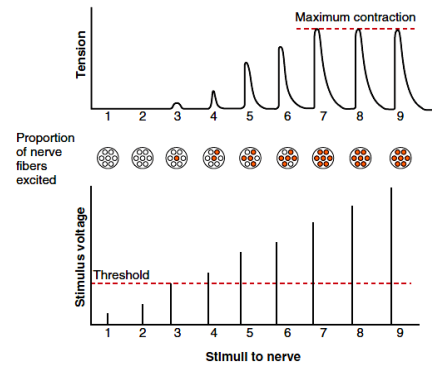 Maximum contraction
Tension
1 2 3 4 5 6 7 8 9
Proportion
of nerve
fibers
excited
Stimulus voltage
Threshold
1 2 3 4 5 6 7 8 9
Stimuli to nerve